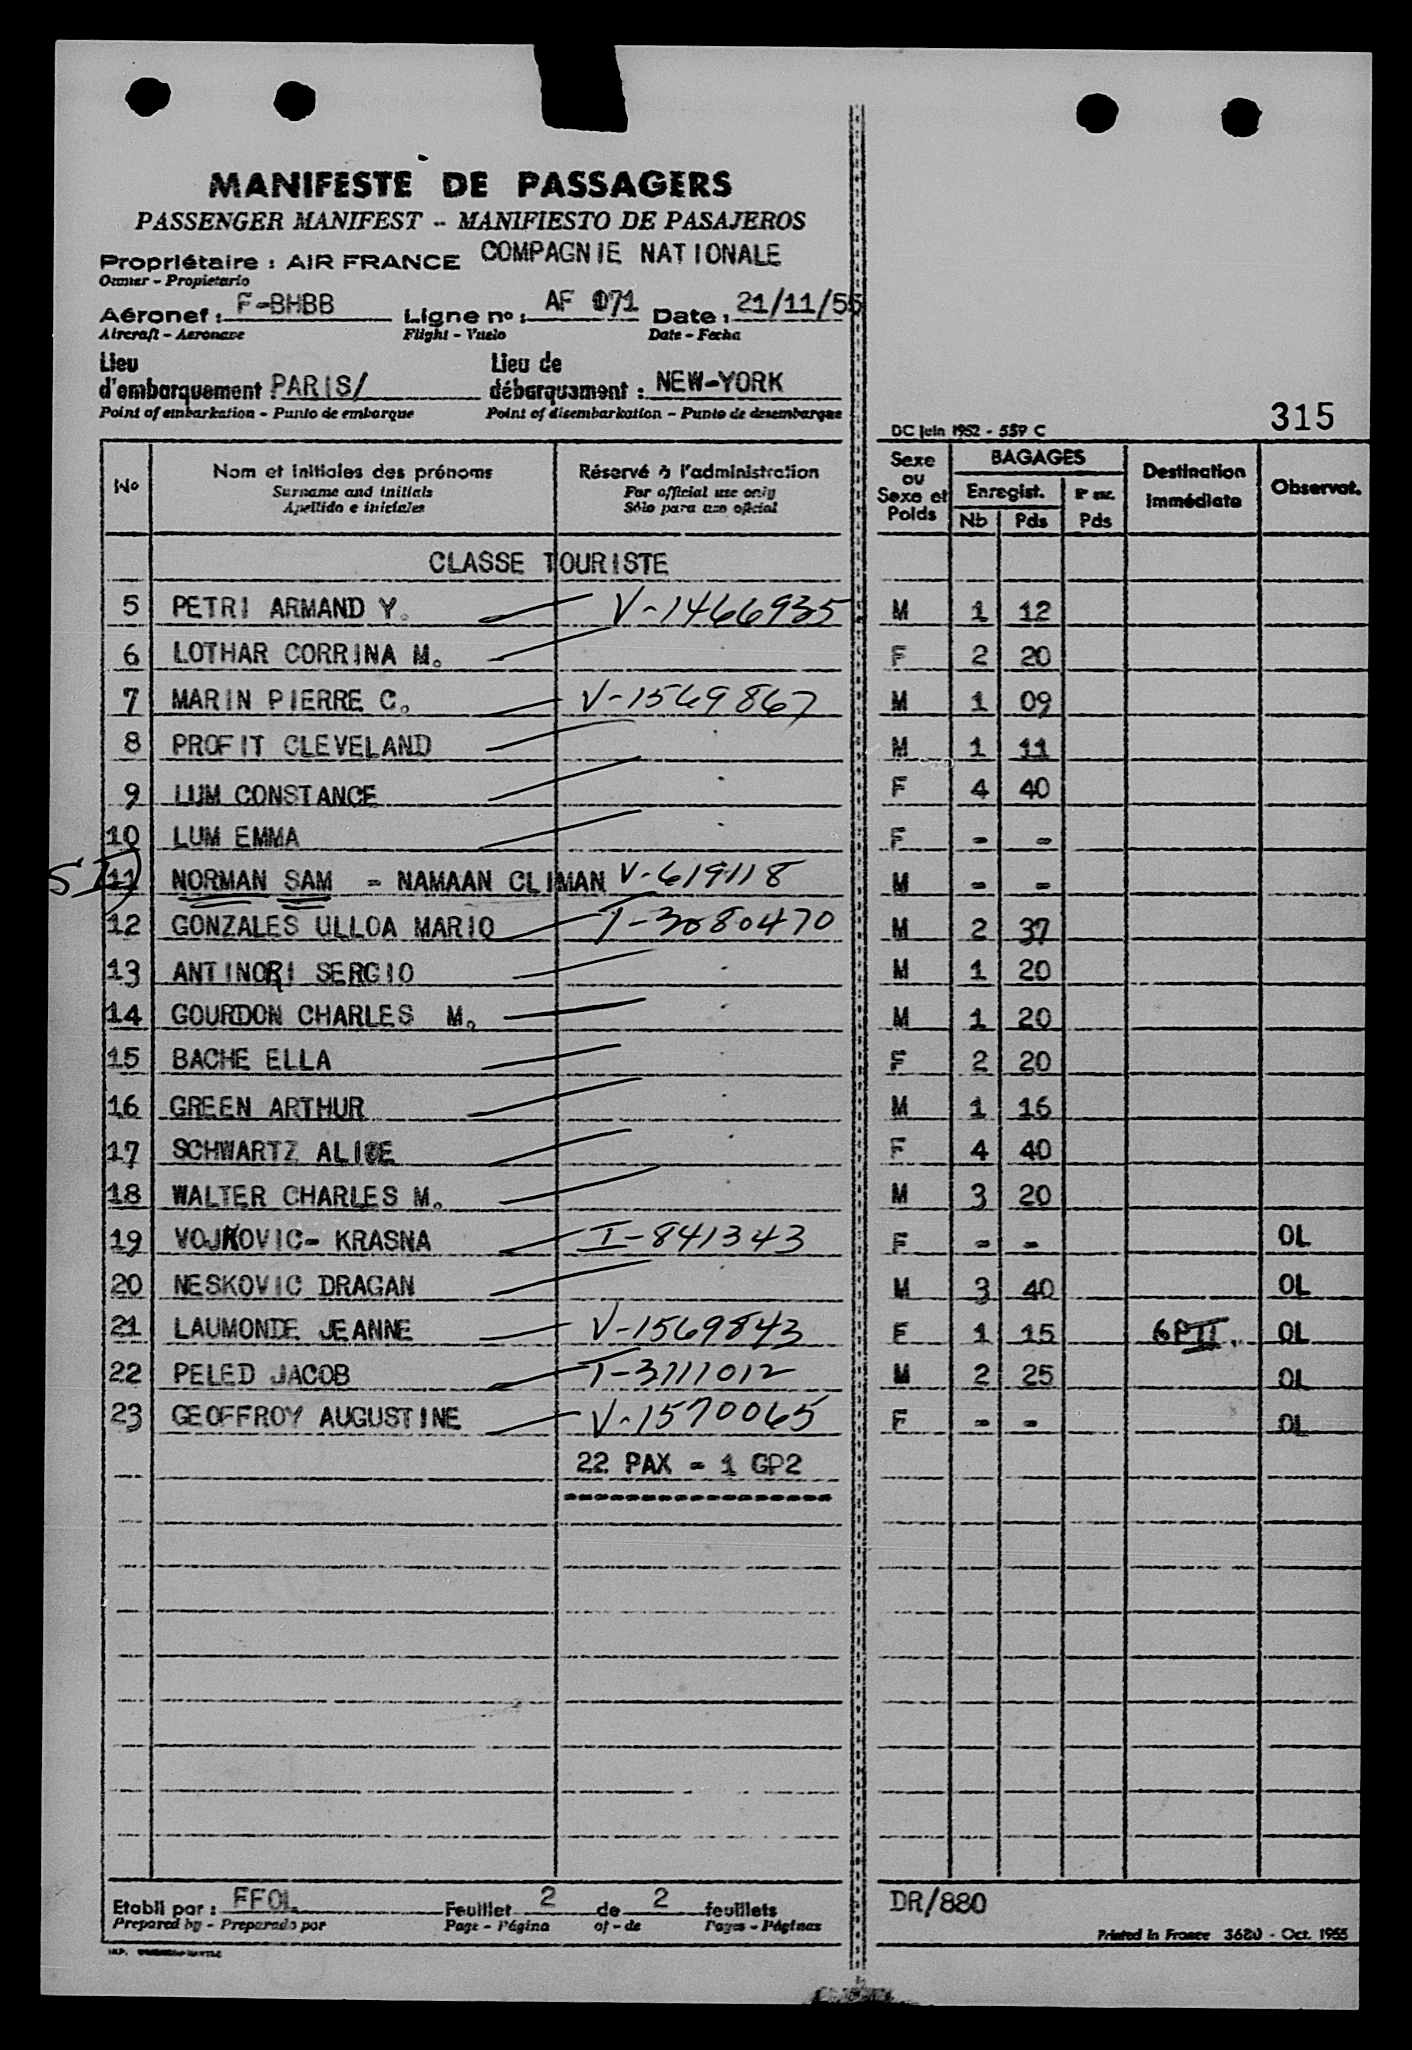 MANIFESTE DE PASSAGERS
PASSENGER MANIFEST -- MANIFIESTO DE PASAJEROS
Propriétaire : AIR FRANCE COMPAGNIE NATIONALE
Owner - Propietario
Aéronef : F-BHBB Ligne no : AF 071 Date : 21/11/55
Aircraft - Aeronave Flight - Vuelo Date - Fecha
Lieu d'embarquement : PARIS/ Lieu de débarquement : NEW-YORK
Point of embarkation - Punto de embarque Point of disembarkation - Punto de desembarque
DC Juin 1952 - 559 C 315
No Nom et initiales des prénoms Réservé à l'administration Sexe ou Sexe et Poids BAGAGES Destination immédiate Observat.
Surname and initials For official use only Enregist.
Apellido e iniciales Sólo para uso oficial Nb Pds Pds
CLASSE TOURISTE
5 PETRI ARMAND Y. V-1466935 M 1 12
6 LOTHAR CORRINA M. F 2 20
7 MARIN PIERRE C. V-1569867 M 1 09
8 PROFIT CLEVELAND M 1 11
9 LUM CONSTANCE F 4 40
10 LUM EMMA F - -
11 NORMAN SAM - NAMAAN CLIMAN V-619118 M - -
12 GONZALES ULLOA MARIO T-3080470 M 2 37
13 ANTINORI SERGIO M 1 20
14 GOURDON CHARLES M. M 1 20
15 BACHE ELLA F 2 20
16 GREEN ARTHUR M 1 16
17 SCHWARTZ ALICE F 4 40
18 WALTER CHARLES M. M 3 20
19 VOJKOVIC- KRASNA I-841343 F - - OL
20 NESKOVIC DRAGAN M 3 40 OL
21 LAUMONDE JEANNE V-1569843 F 1 15 OL
22 PELED JACOB T-3111012 M 2 25 OL
23 GEOFFROY AUGUSTINE V-1570065 F - - OL
22 PAX - 1 GP2
Etabli par : FFOL Feuillet 2 de 2 feuillets DR/880
Prepared by - Preparado por Page - Página of - de Pages - Páginas
Printed in France 3680 - Oct. 1955